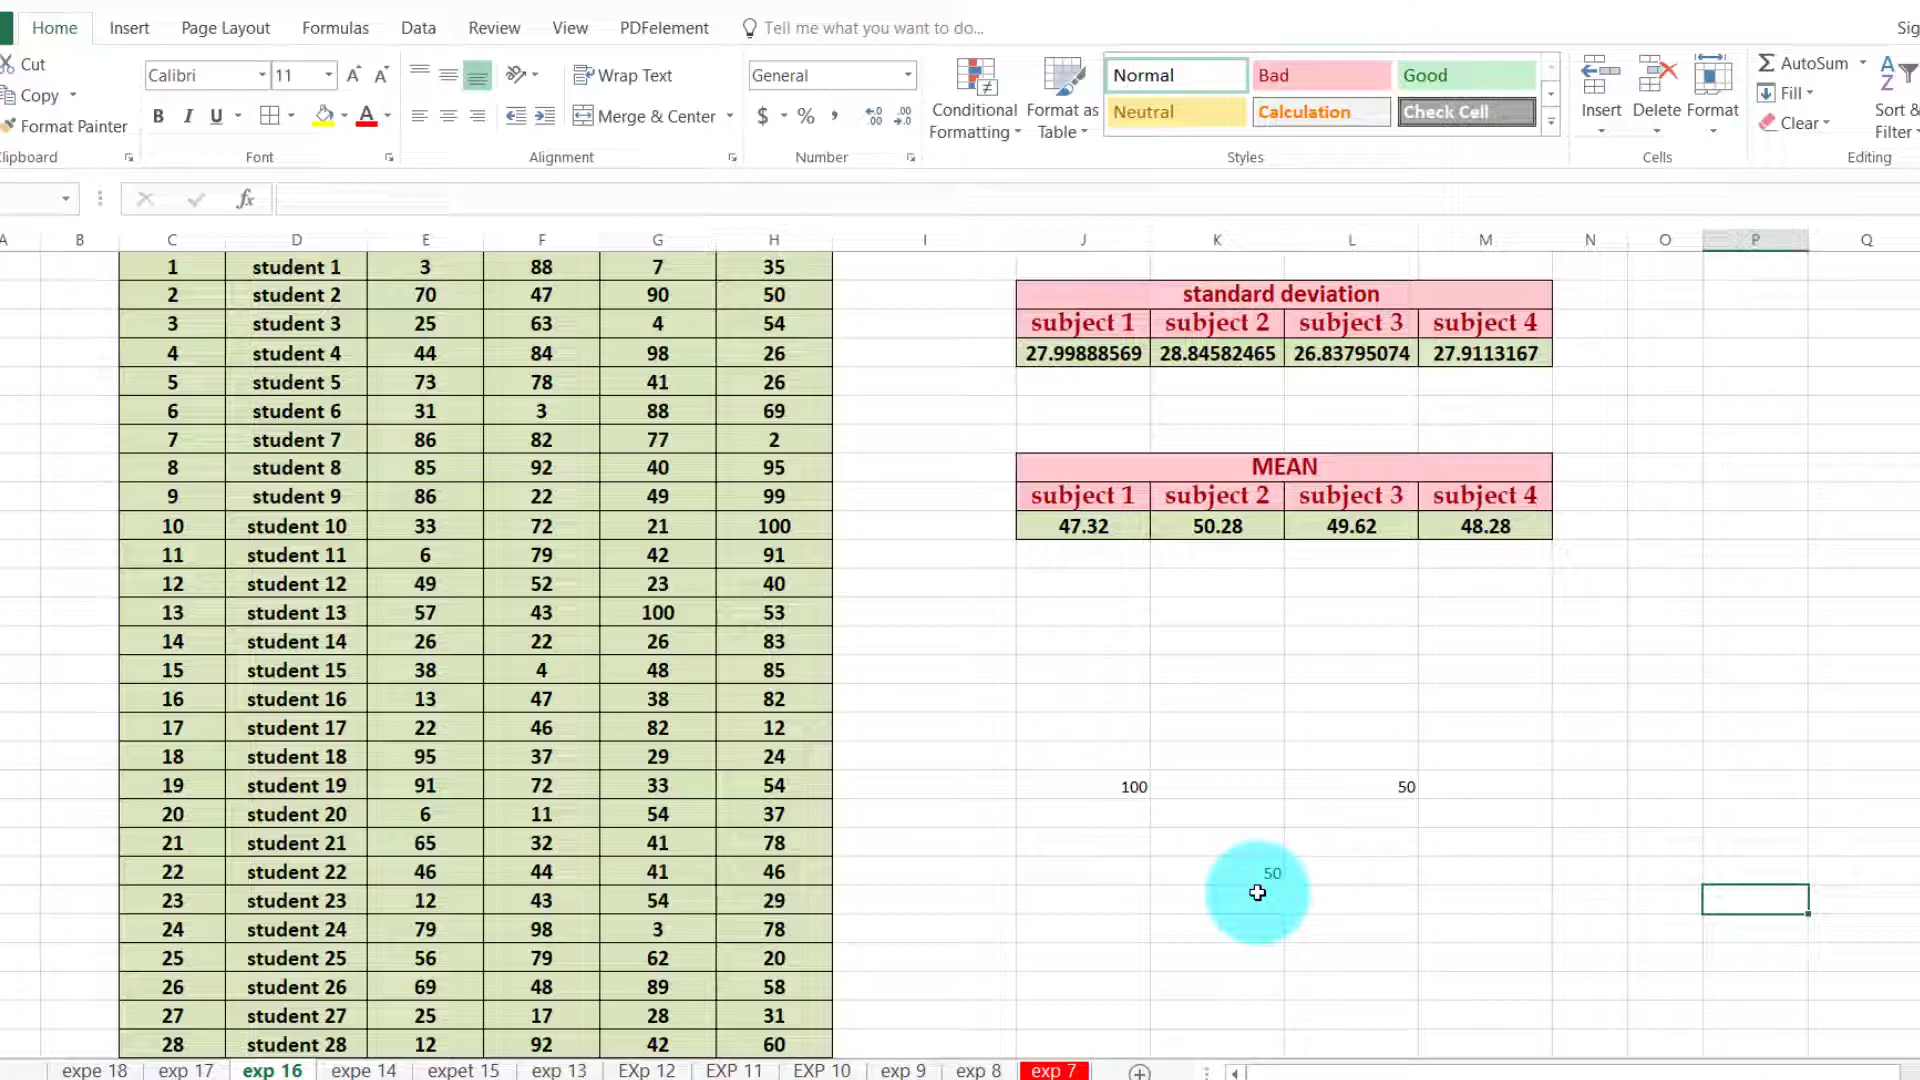 Home Insert Page Layout Formulas Data Review View PDFelement Tell me what you want to do... Sig
Cut
Copy
Format Painter
lipboard
Calibri 11
B I U
Font
Wrap Text
Merge & Center
Alignment
General
$ % ,
Number
Conditional Formatting
Format as Table
Normal Bad Good
Neutral Calculation Check Cell
Styles
Insert Delete Format
Cells
AutoSum
Fill
Clear
Sort & Filter
Editing
fx
A B C D E F G H I J K L M N O P Q
1 student 1 3 88 7 35
2 student 2 70 47 90 50
3 student 3 25 63 4 54
4 student 4 44 84 98 26
5 student 5 73 78 41 26
6 student 6 31 3 88 69
7 student 7 86 82 77 2
8 student 8 85 92 40 95
9 student 9 86 22 49 99
10 student 10 33 72 21 100
11 student 11 6 79 42 91
12 student 12 49 52 23 40
13 student 13 57 43 100 53
14 student 14 26 22 26 83
15 student 15 38 4 48 85
16 student 16 13 47 38 82
17 student 17 22 46 82 12
18 student 18 95 37 29 24
19 student 19 91 72 33 54
20 student 20 6 11 54 37
21 student 21 65 32 41 78
22 student 22 46 44 41 46
23 student 23 12 43 54 29
24 student 24 79 98 3 78
25 student 25 56 79 62 20
26 student 26 69 48 89 58
27 student 27 25 17 28 31
28 student 28 12 92 42 60
standard deviation
subject 1 subject 2 subject 3 subject 4
27.99888569 28.84582465 26.83795074 27.9113167
MEAN
subject 1 subject 2 subject 3 subject 4
47.32 50.28 49.62 48.28
100 50
50
expe 18 exp 17 exp 16 expe 14 expet 15 exp 13 EXp 12 EXP 11 EXP 10 exp 9 exp 8 exp 7